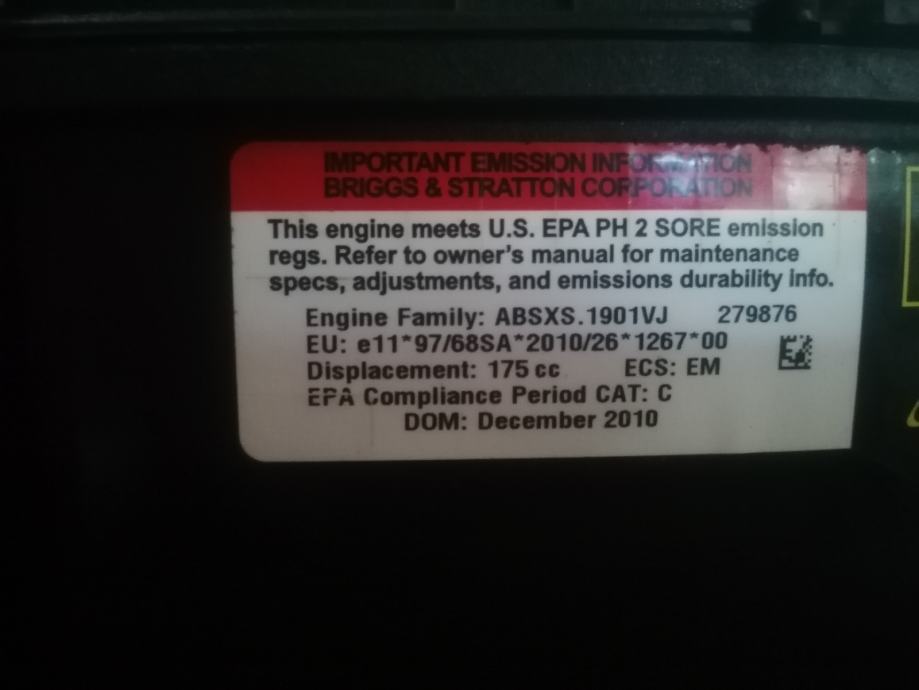 IMPORTANT EMISSION INFORMATION
BRIGGS & STRATTON CORPORATION
This engine meets U.S. EPA PH 2 SORE emission
regs. Refer to owner's manual for maintenance
specs, adjustments, and emissions durability info.
Engine Family: ABSXS.1901VJ 279876
EU: e11*97/68SA*2010/26*1267*00
Displacement: 175 cc ECS: EM
EPA Compliance Period CAT: C
DOM: December 2010